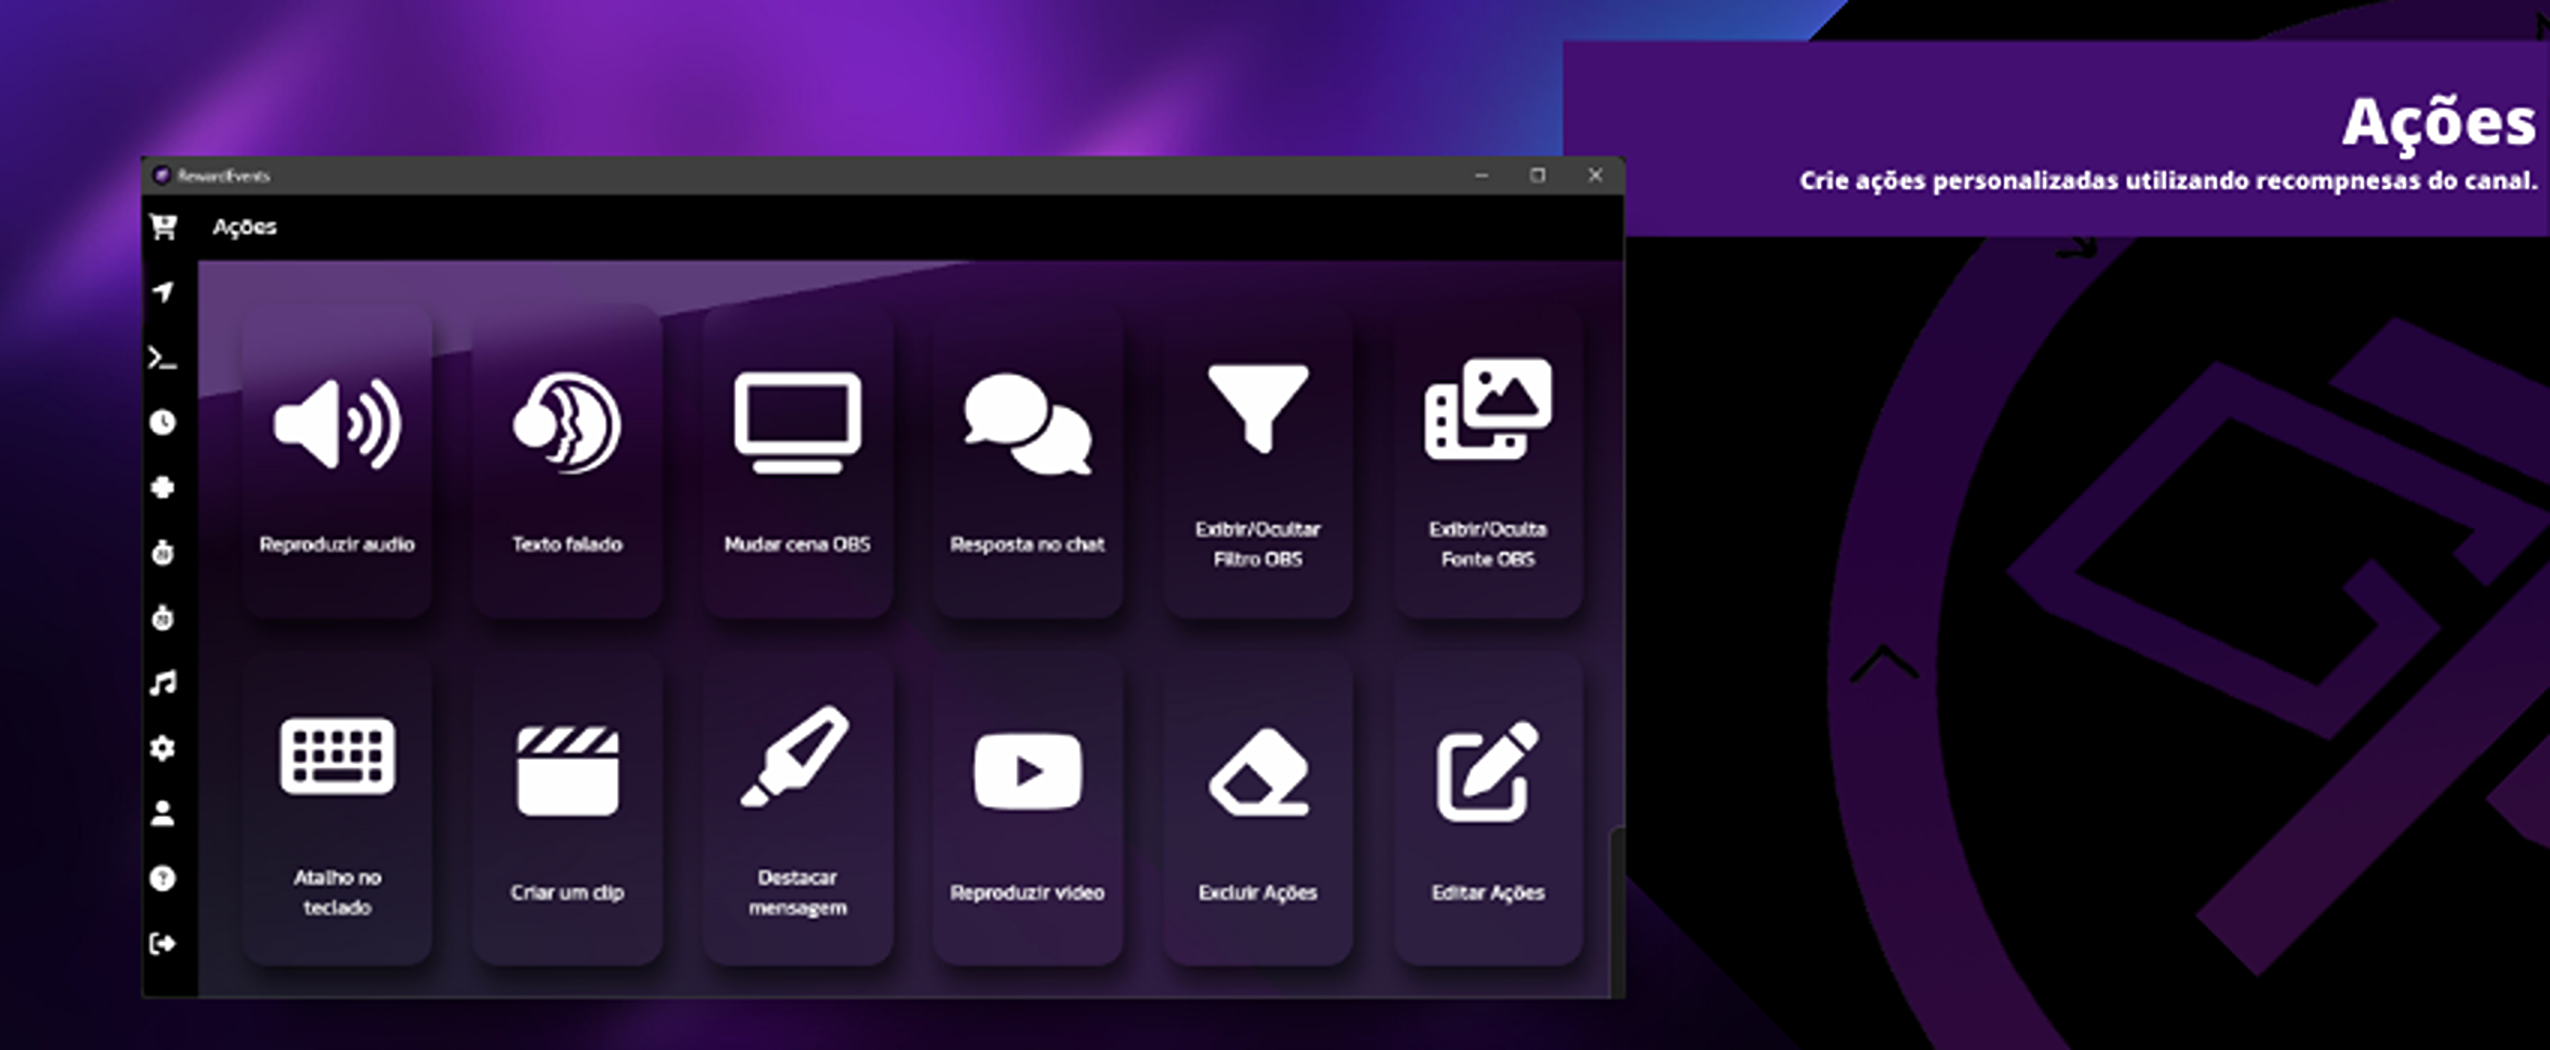 Ações
Crie ações personalizadas utilizando recompnesas do canal.
RewardEvents
Ações
Reproduzir audio
Texto falado
Mudar cena OBS
Resposta no chat
Exibir/Ocultar
Filtro OBS
Exibir/Oculta
Fonte OBS
Atalho no
teclado
Criar um clip
Destacar
mensagem
Reproduzir video
Excluir Ações
Editar Ações